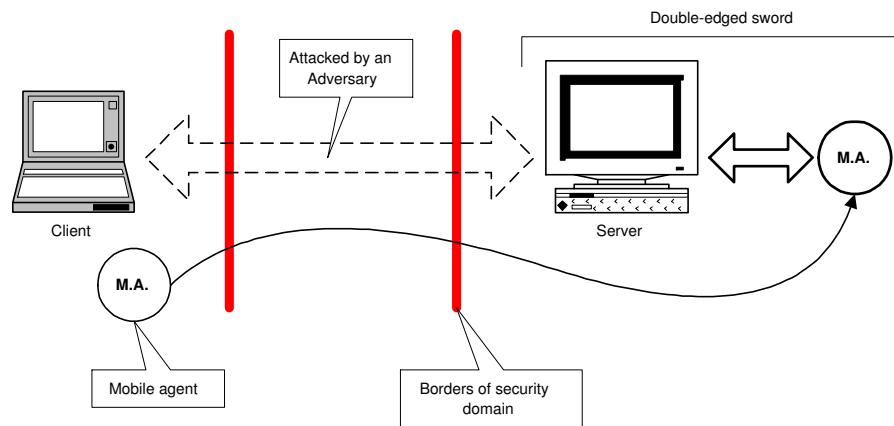 Double-edged sword
Attacked by an
Adversary
M.A.
Client
Server
M.A.
Mobile agent
Borders of security
domain